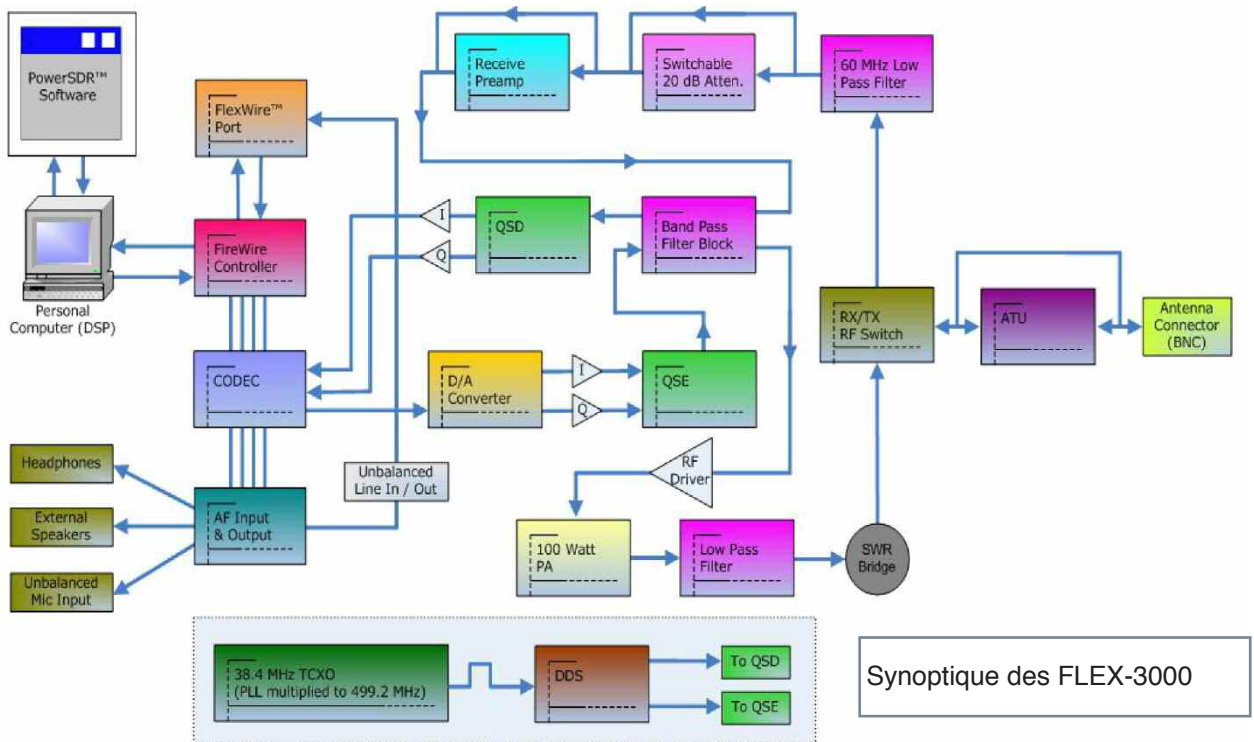 PowerSDR™
Software
FlexWire™
Port
Receive
Preamp
Switchable
20 dB Atten.
60 MHz Low
Pass Filter
Personal
Computer (DSP)
FireWire
Controller
I
Q
QSD
Band Pass
Filter Block
RX/TX
RF Switch
ATU
Antenna
Connector
(BNC)
CODEC
D/A
Converter
I
Q
QSE
Headphones
External
Speakers
Unbalanced
Mic Input
AF Input
& Output
Unbalanced
Line In / Out
RF
Driver
100 Watt
PA
Low Pass
Filter
SWR
Bridge
38.4 MHz TCXO
(PLL multiplied to 499.2 MHz)
DDS
To QSD
To QSE
Synoptique des FLEX-3000